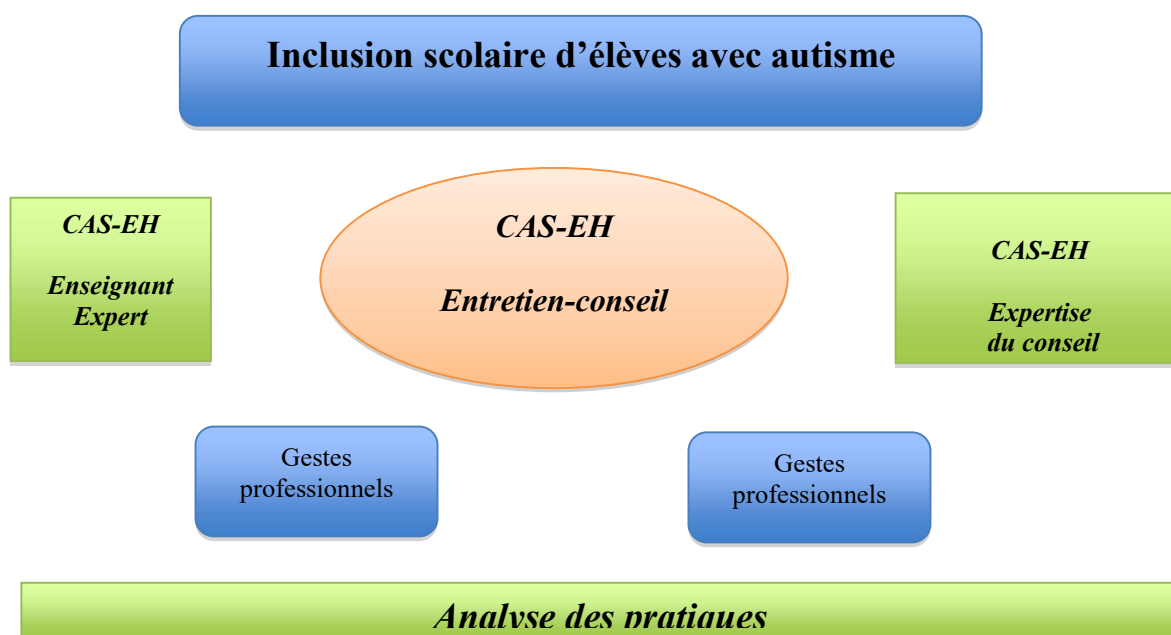 Inclusion scolaire d’élèves avec autisme
CAS-EH
Enseignant
Expert
CAS-EH
Entretien-conseil
CAS-EH
Expertise
du conseil
Gestes
professionnels
Gestes
professionnels
Analyse des pratiques